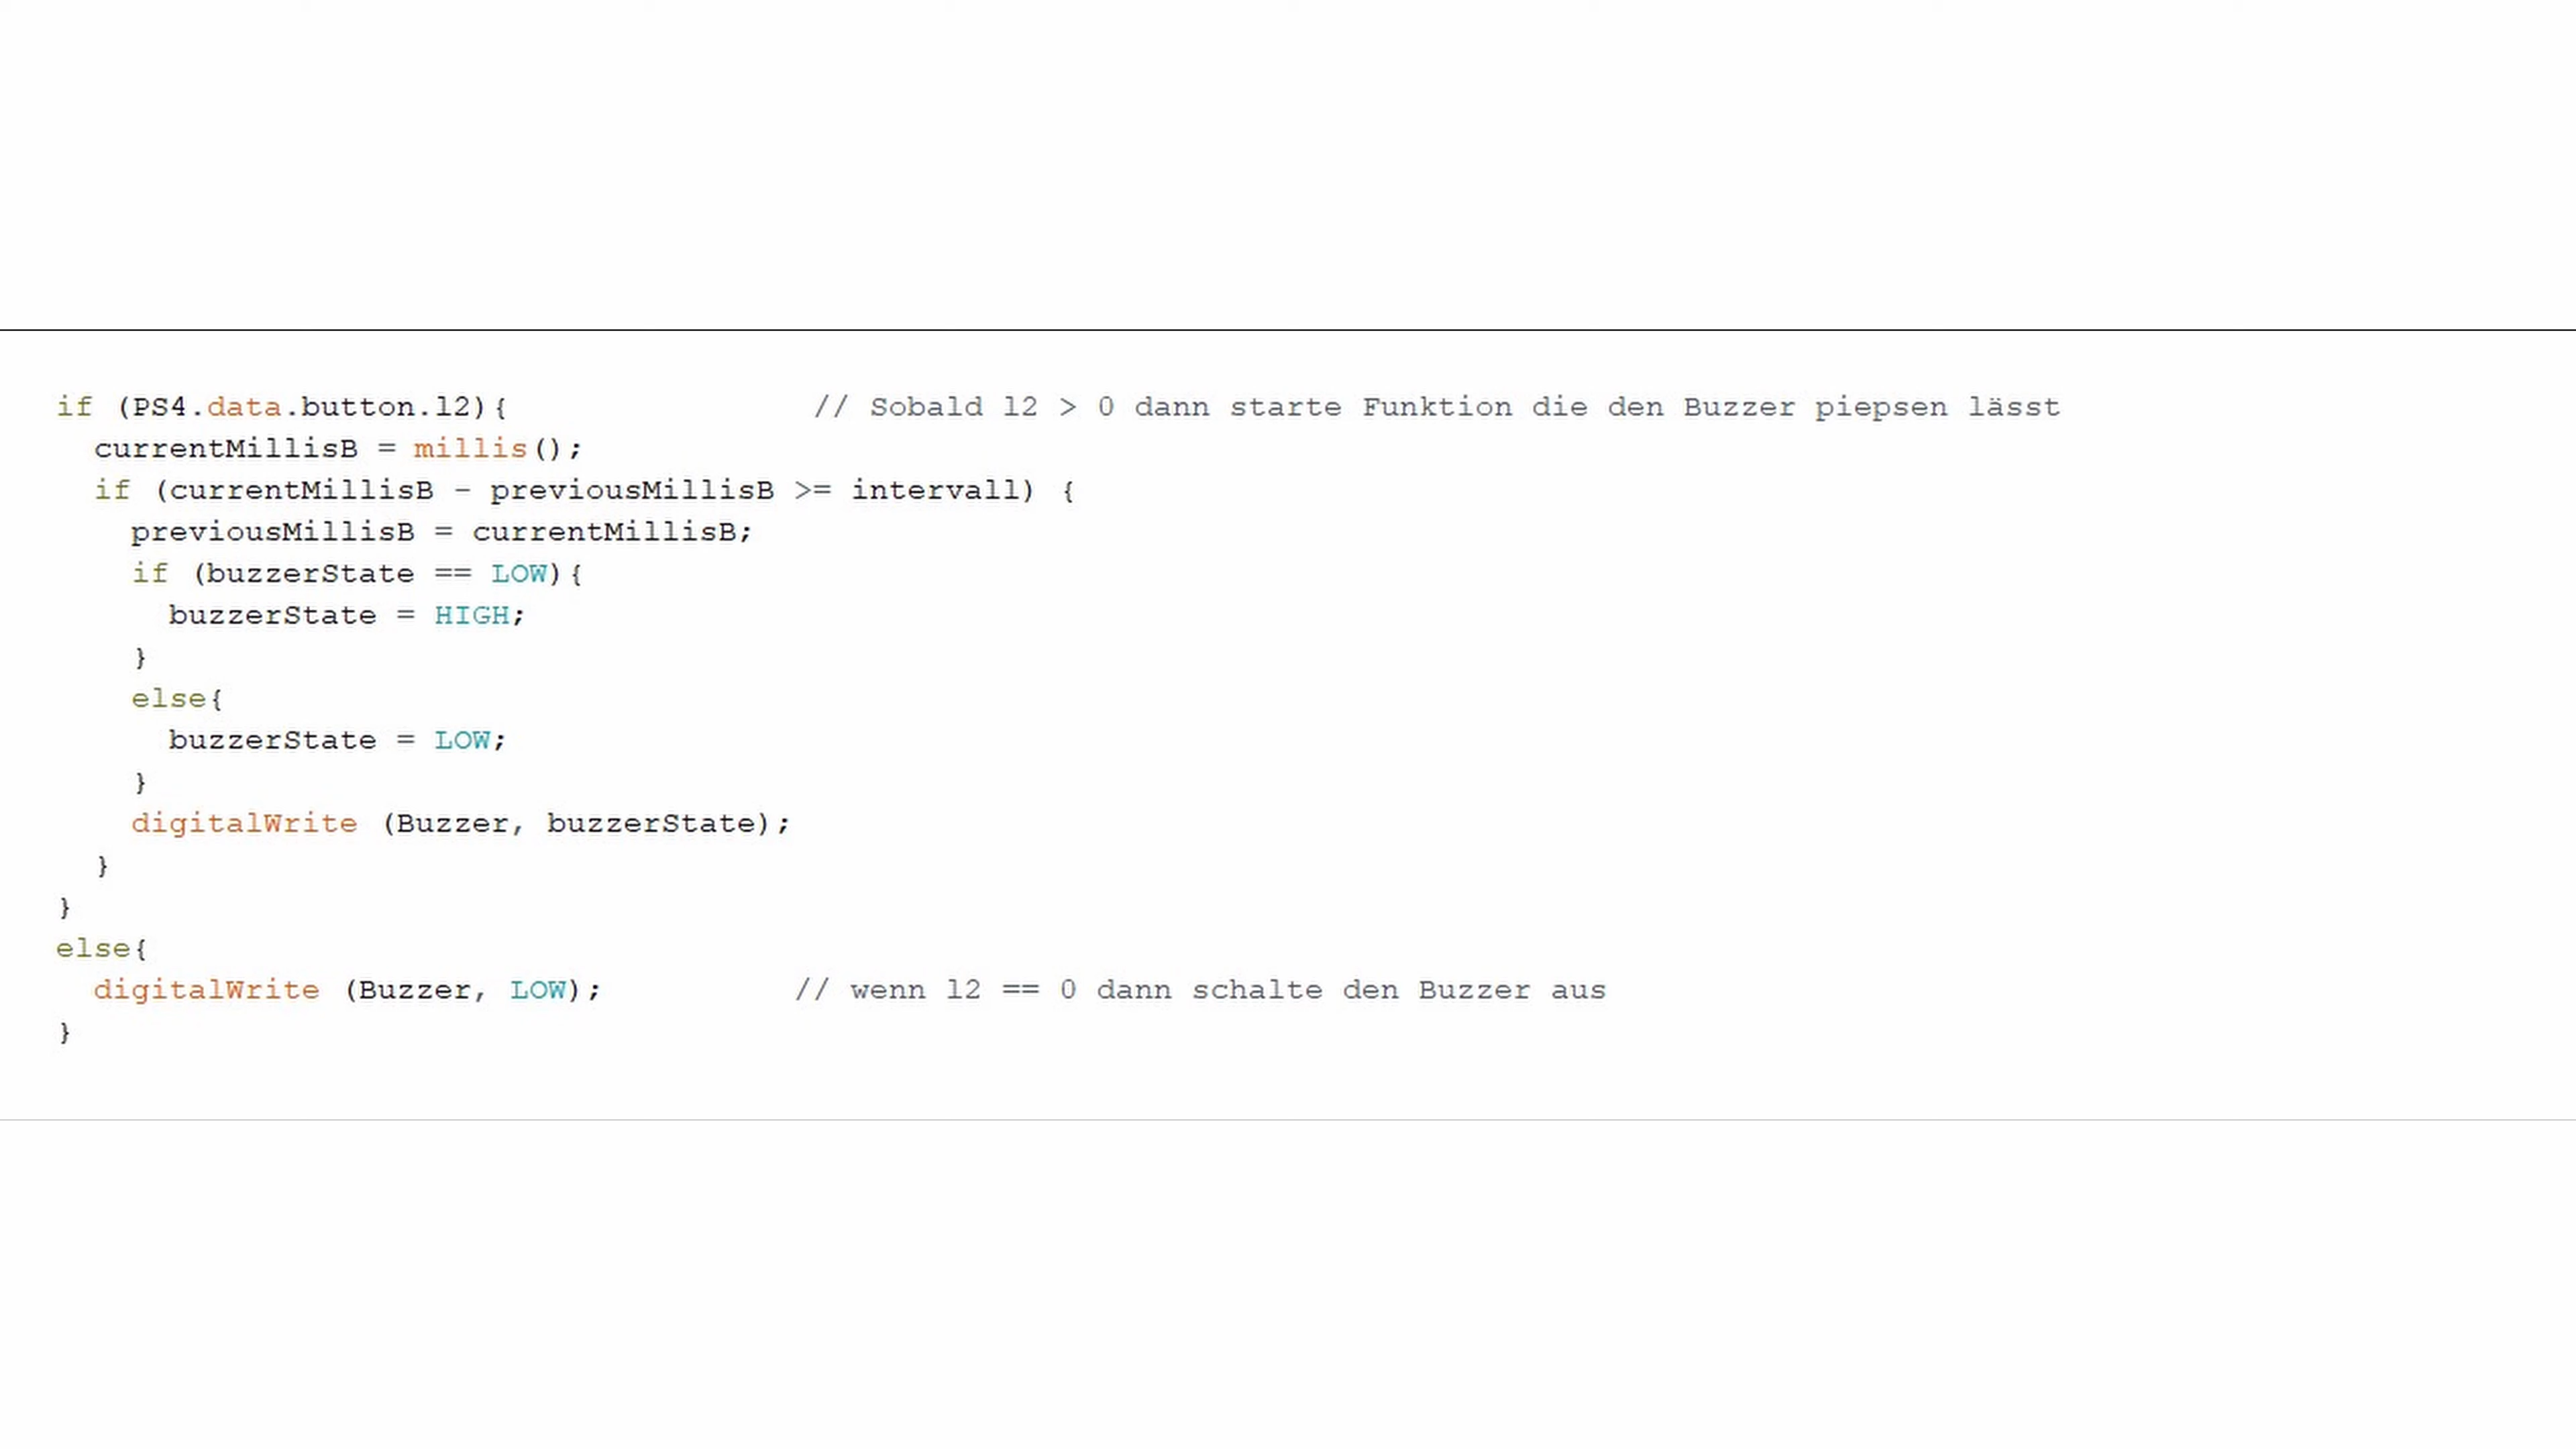 if (PS4.data.button.l2){                // Sobald l2 > 0 dann starte Funktion die den Buzzer piepsen lässt
  currentMillisB = millis();
  if (currentMillisB - previousMillisB >= intervall) {
    previousMillisB = currentMillisB;
    if (buzzerState == LOW){
      buzzerState = HIGH;
    }
    else{
      buzzerState = LOW;
    }
    digitalWrite (Buzzer, buzzerState);
  }
}
else{
  digitalWrite (Buzzer, LOW);          // wenn l2 == 0 dann schalte den Buzzer aus
}